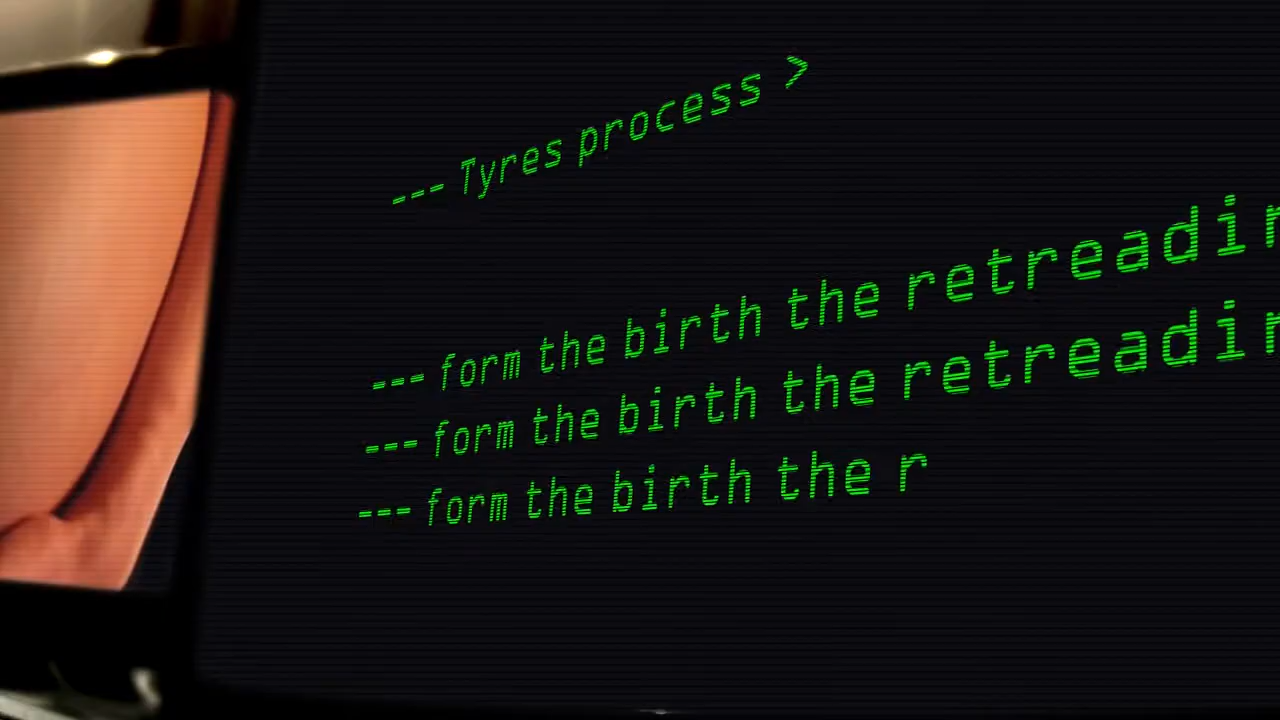 --- Tyres process >
--- form the birth the retreadin
--- form the birth the retreadin
--- form the birth the r